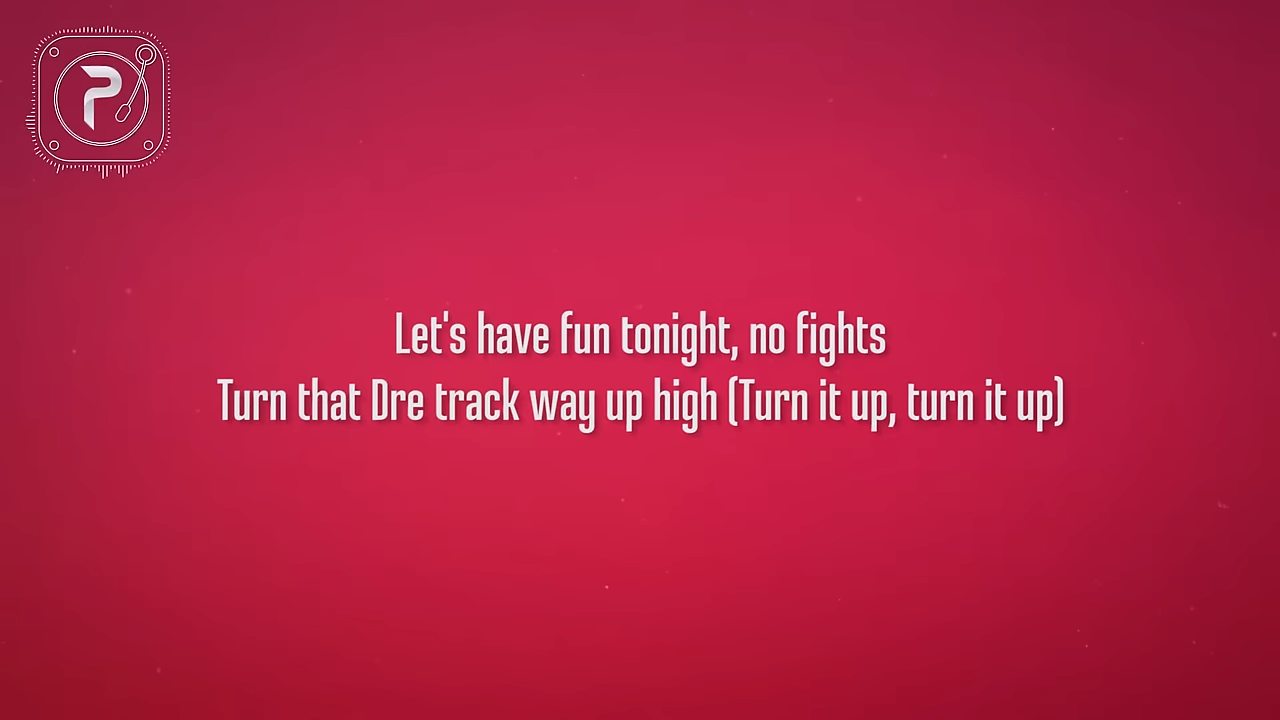 P
Let's have fun tonight, no fights
Turn that Dre track way up high (Turn it up, turn it up)